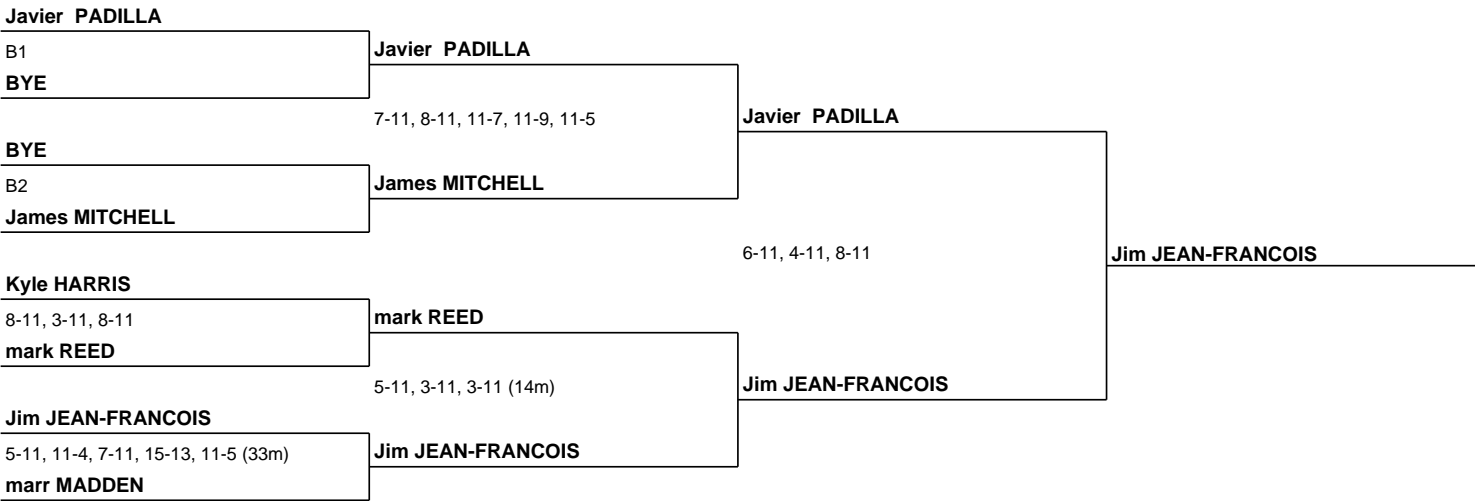 Javier  PADILLA
B1
BYE
BYE
B2
James MITCHELL
Kyle HARRIS
8-11, 3-11, 8-11
mark REED
Jim JEAN-FRANCOIS
5-11, 11-4, 7-11, 15-13, 11-5 (33m)
marr MADDEN
Javier  PADILLA
7-11, 8-11, 11-7, 11-9, 11-5
James MITCHELL
mark REED
5-11, 3-11, 3-11 (14m)
Jim JEAN-FRANCOIS
Javier  PADILLA
6-11, 4-11, 8-11
Jim JEAN-FRANCOIS
Jim JEAN-FRANCOIS